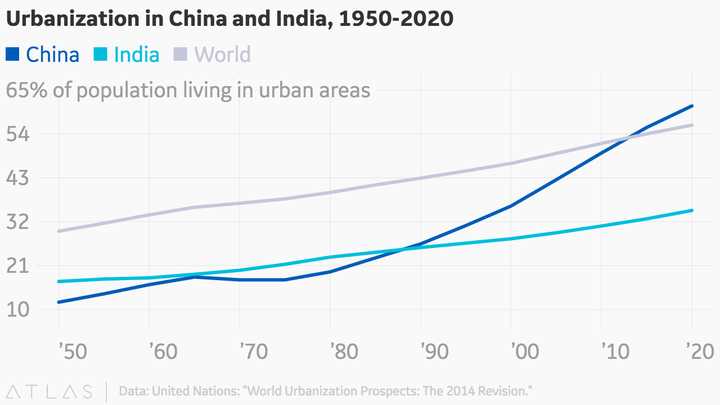 Urbanization in China and India, 1950-2020
China India World
65% of population living in urban areas
54
43
32
21
10
’50 ’60 ’70 ’80 ’90 ’00 ’10 ’20
ATLAS Data: United Nations: "World Urbanization Prospects: The 2014 Revision."